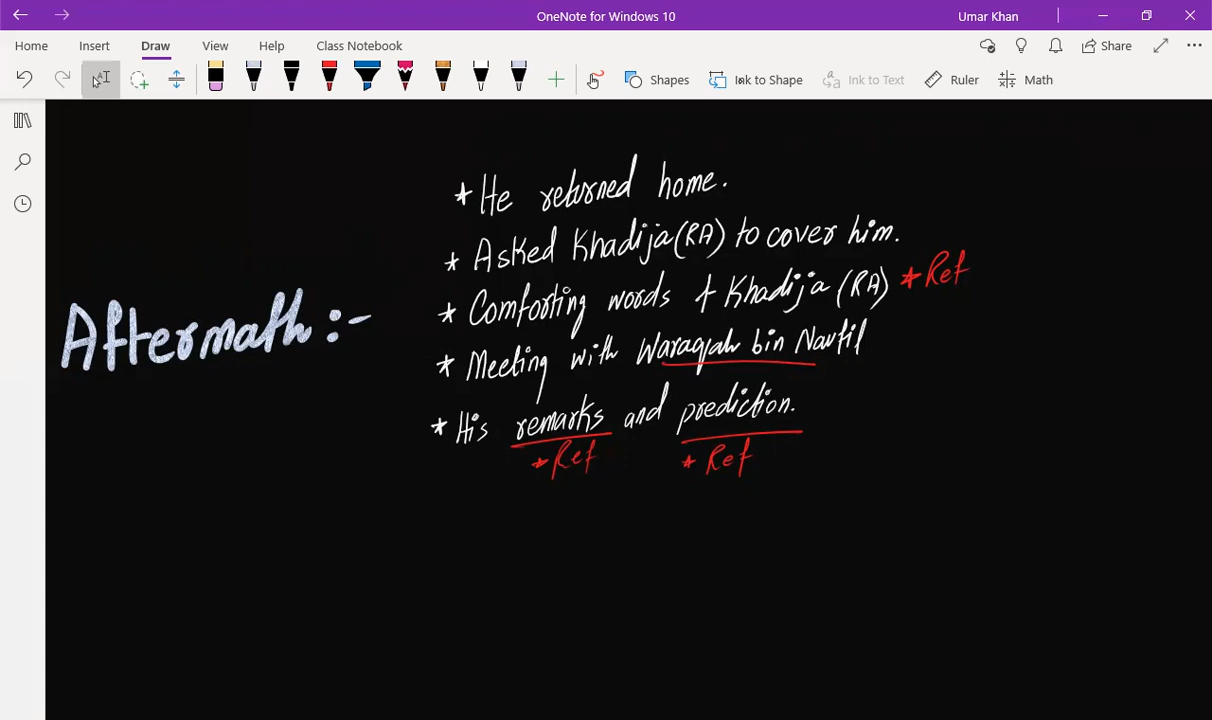 OneNote for Windows 10
Umar Khan
Home Insert Draw View Help Class Notebook
Share
Shapes Ink to Shape Ink to Text Ruler Math
* He returned home.
* Asked Khadija (RA) to cover him.
* Comforting words of Khadija (RA) * Ref
Aftermath :-
* Meeting with Waraqah bin Naufil
* His remarks and prediction.
* Ref * Ref